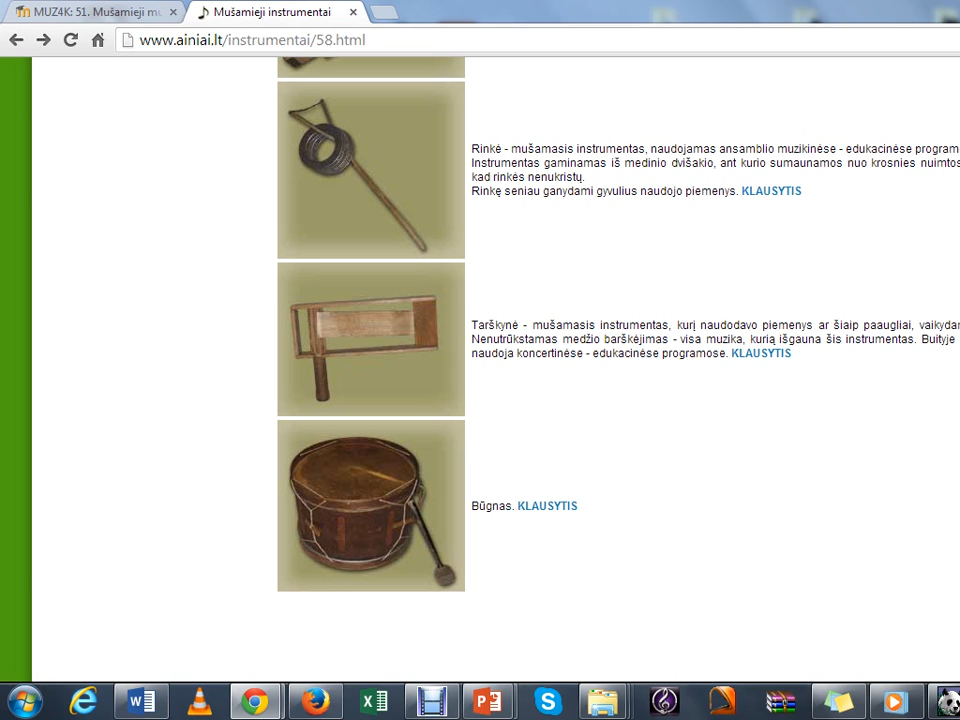 MUZ4K: 51. Mušamieji
Mušamieji instrumentai
www.ainiai.lt/instrumentai/58.html
Rinkė - mušamasis instrumentas, naudojamas ansamblio muzikinėse - edukacinėse program
Instrumentas gaminamas iš medinio dvišakio, ant kurio sumaunamos nuo krosnies nuimtos
kad rinkės nenukristų.
Rinkę seniau ganydami gyvulius naudojo piemenys. KLAUSYTIS
Tarškynė - mušamasis instrumentas, kurį naudodavo piemenys ar šiaip paaugliai, vaikydam
Nenutrūkstamas medžio barškėjimas - visa muzika, kurią išgauna šis instrumentas. Buityje
naudoja koncertinėse - edukacinėse programose. KLAUSYTIS
Būgnas. KLAUSYTIS